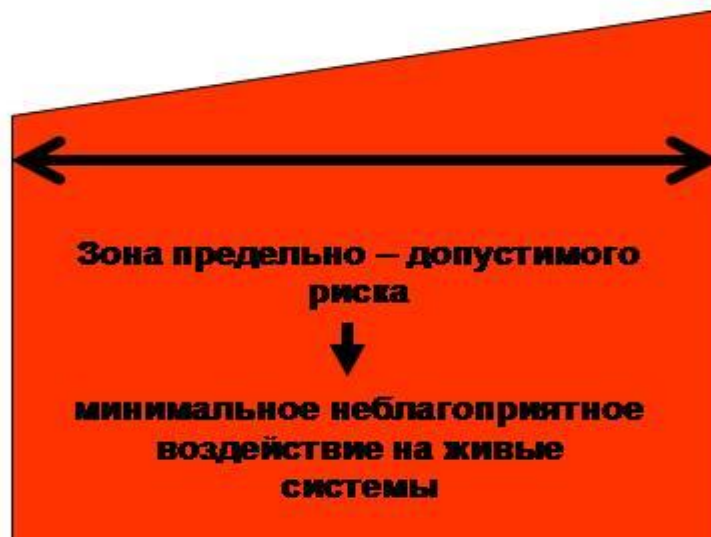 Зона предельно – допустимого
риска
минимальное неблагоприятное
воздействие на живые
системы